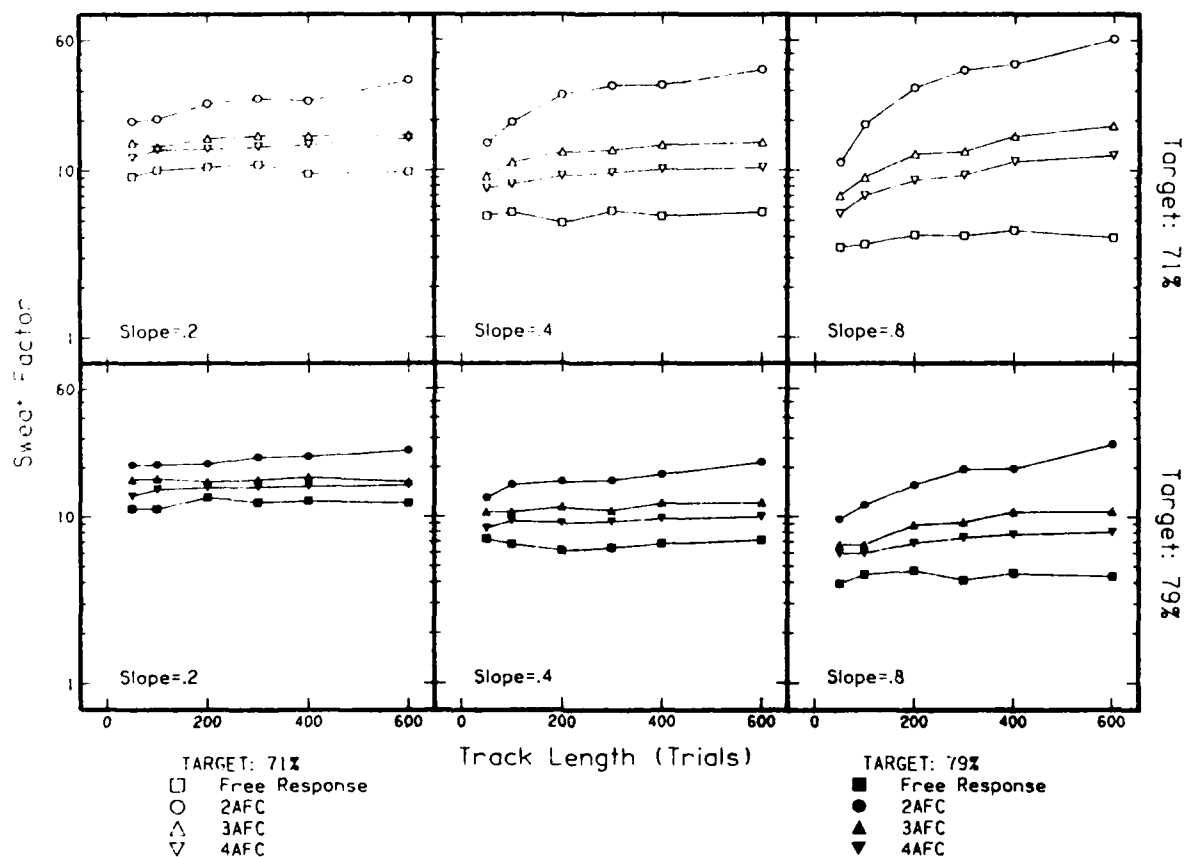 60
10
1
Slope=.2
Slope=.4
Slope=.8
Target: 71%
60
10
1
Slope=.2
Slope=.4
Slope=.8
Target: 79%
Sweat Factor
0 200 400 600
0 200 400 600
0 200 400 600
Track Length (Trials)
TARGET: 71%
Free Response
2AFC
3AFC
4AFC
TARGET: 79%
Free Response
2AFC
3AFC
4AFC